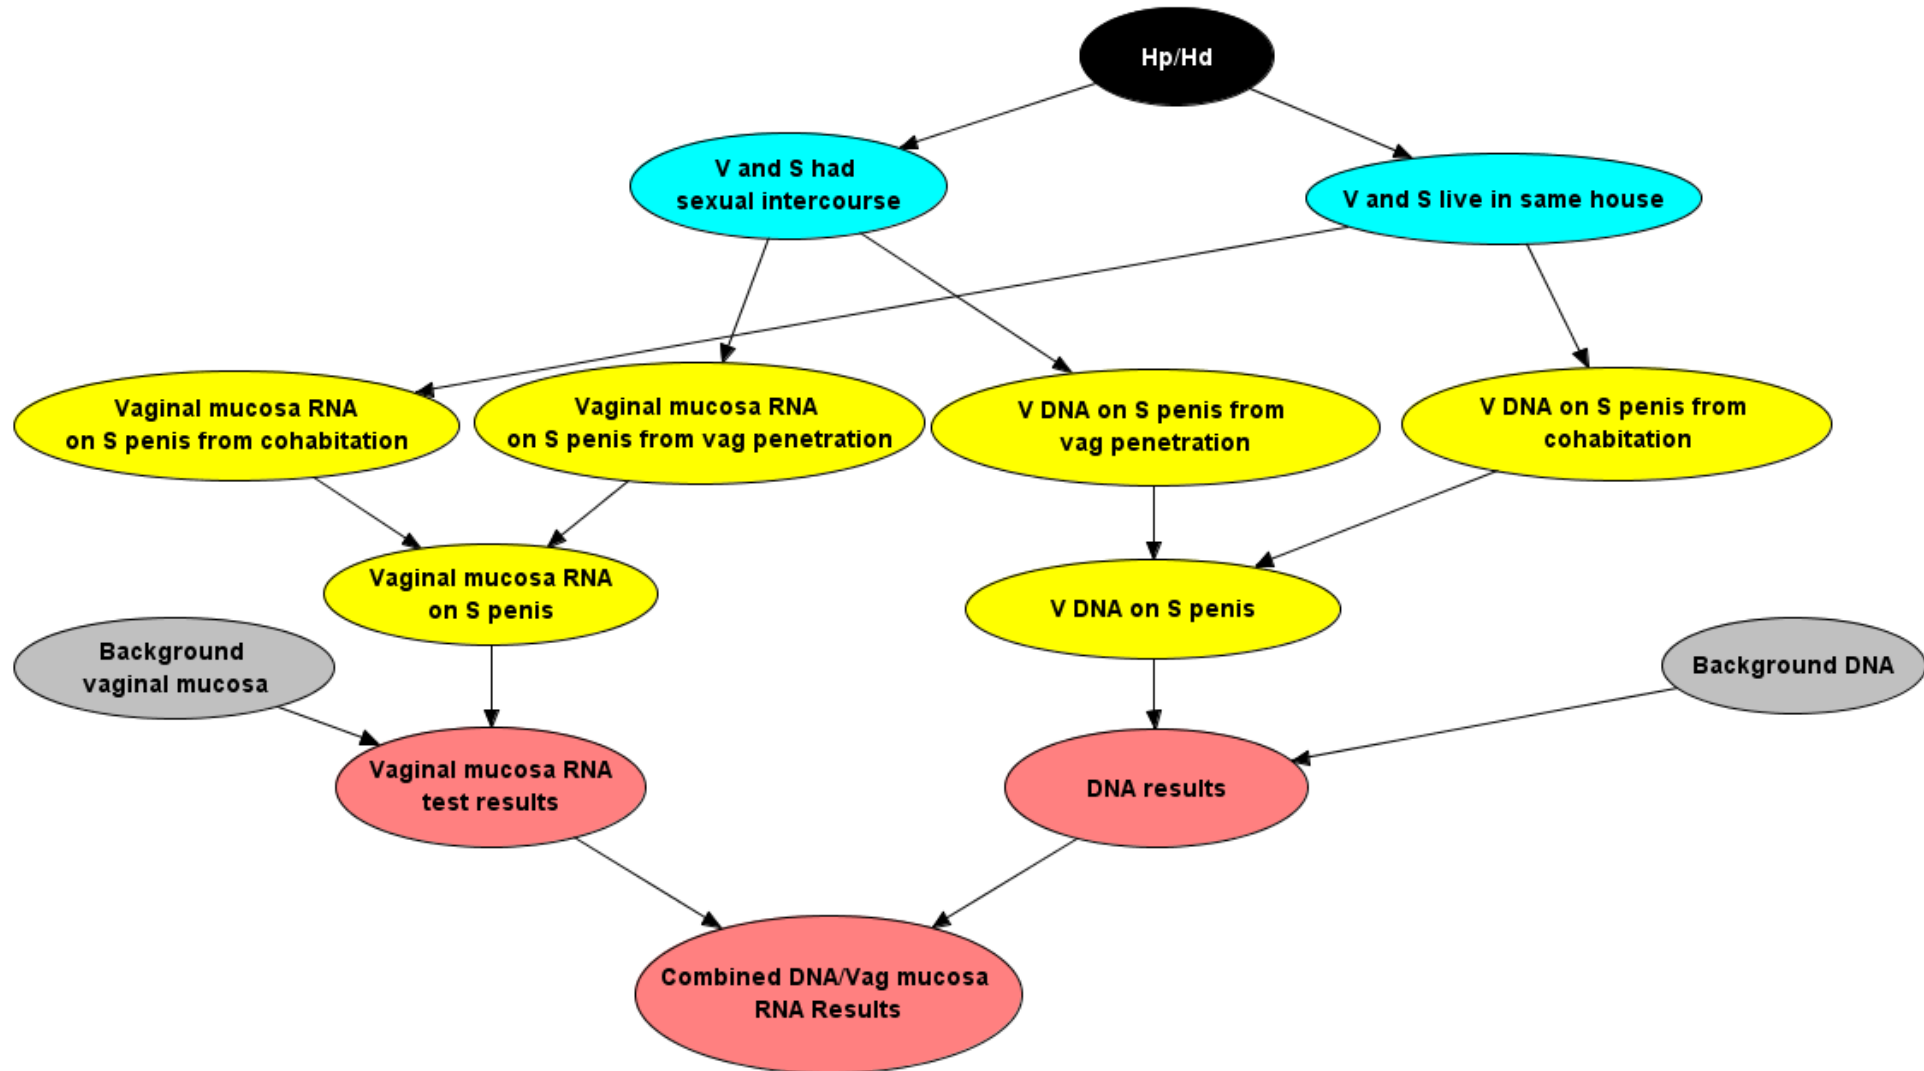 Hp/Hd
V and S had
sexual intercourse
V and S live in same house
Vaginal mucosa RNA
on S penis from cohabitation
Vaginal mucosa RNA
on S penis from vag penetration
V DNA on S penis from
vag penetration
V DNA on S penis from
cohabitation
Vaginal mucosa RNA
on S penis
V DNA on S penis
Background
vaginal mucosa
Background DNA
Vaginal mucosa RNA
test results
DNA results
Combined DNA/Vag mucosa
RNA Results